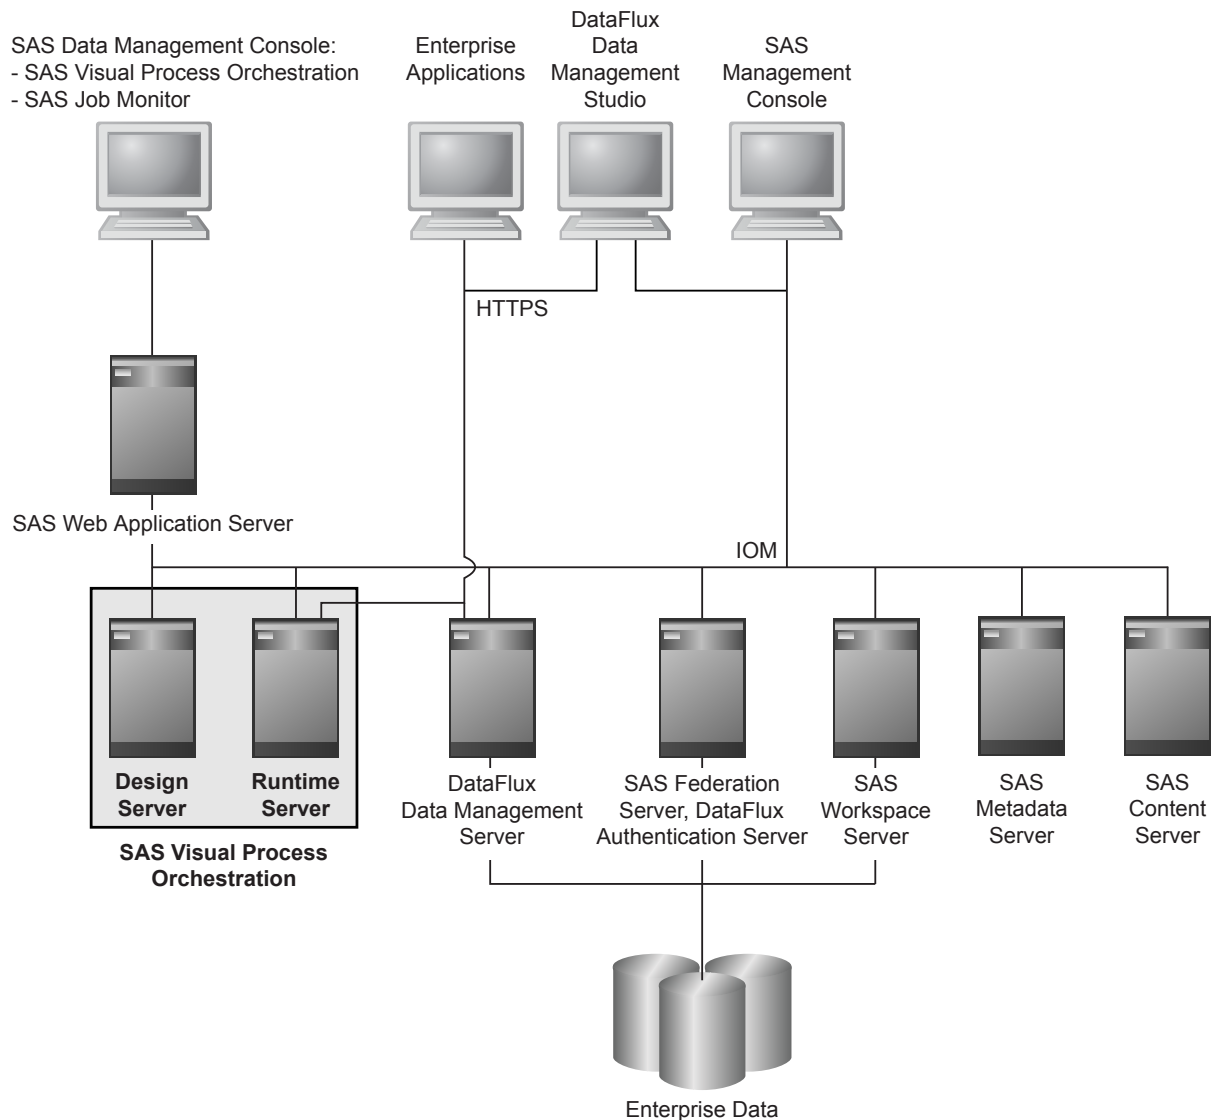 SAS Data Management Console:
- SAS Visual Process Orchestration
- SAS Job Monitor
Enterprise
Applications
DataFlux
Data
Management
Studio
SAS
Management
Console
HTTPS
SAS Web Application Server
IOM
Design
Server
Runtime
Server
SAS Visual Process
Orchestration
DataFlux
Data Management
Server
SAS Federation
Server, DataFlux
Authentication Server
SAS
Workspace
Server
SAS
Metadata
Server
SAS
Content
Server
Enterprise Data